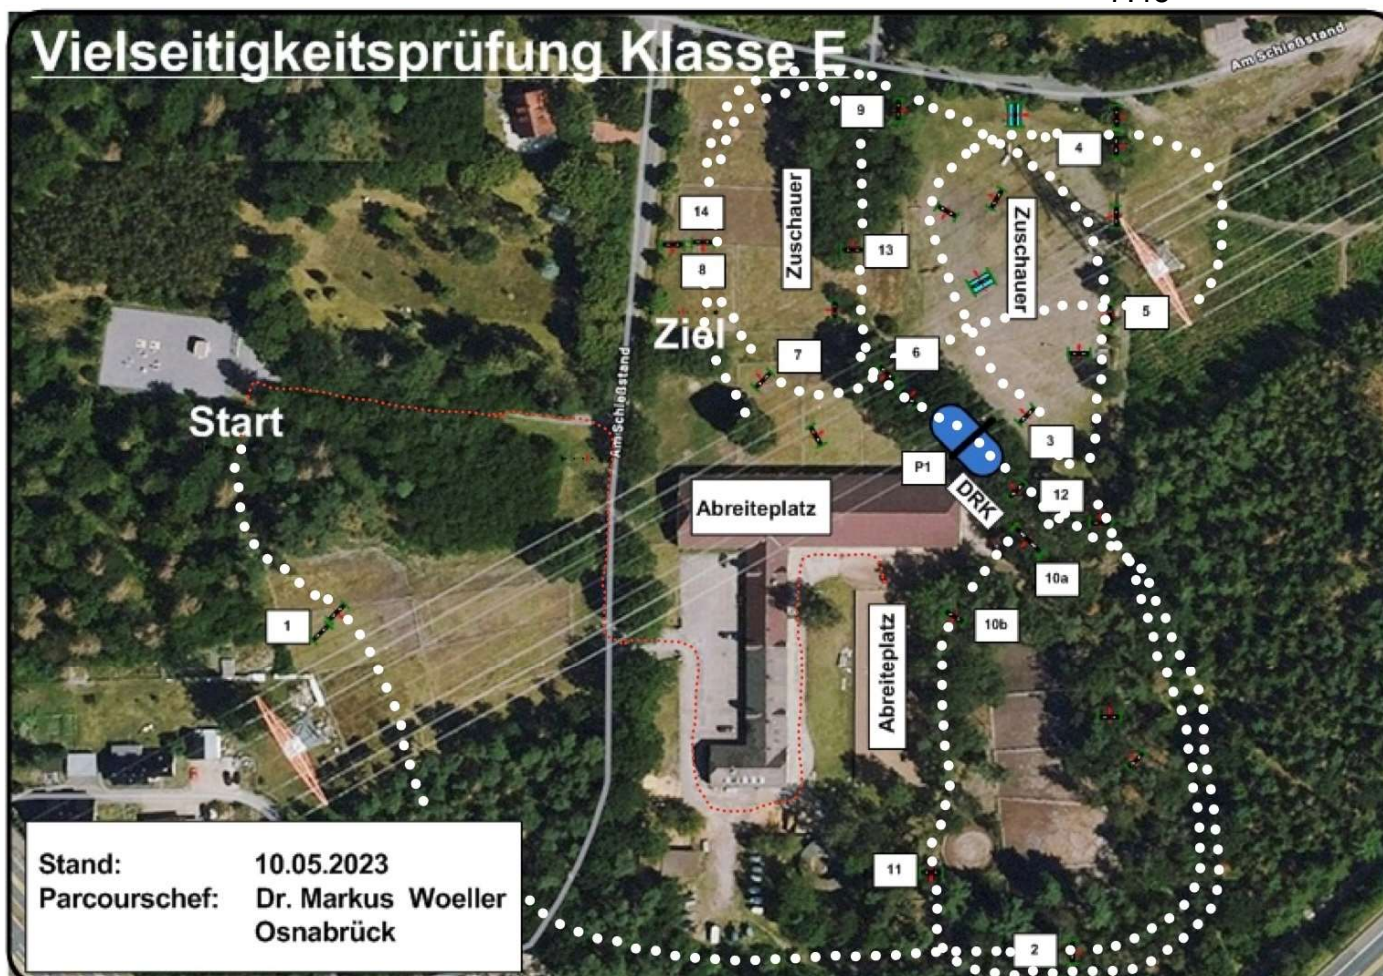 Vielseitigkeitsprüfung Klasse E
Am Schießstand
9
4
14
Zuschauer
Zuschauer
13
8
5
Ziel
7
6
Start
Am Schießstand
3
P1
DRK
12
Abreiteplatz
10a
1
10b
Abreiteplatz
11
2
Stand: 10.05.2023
Parcourschef: Dr. Markus Woeller
Osnabrück